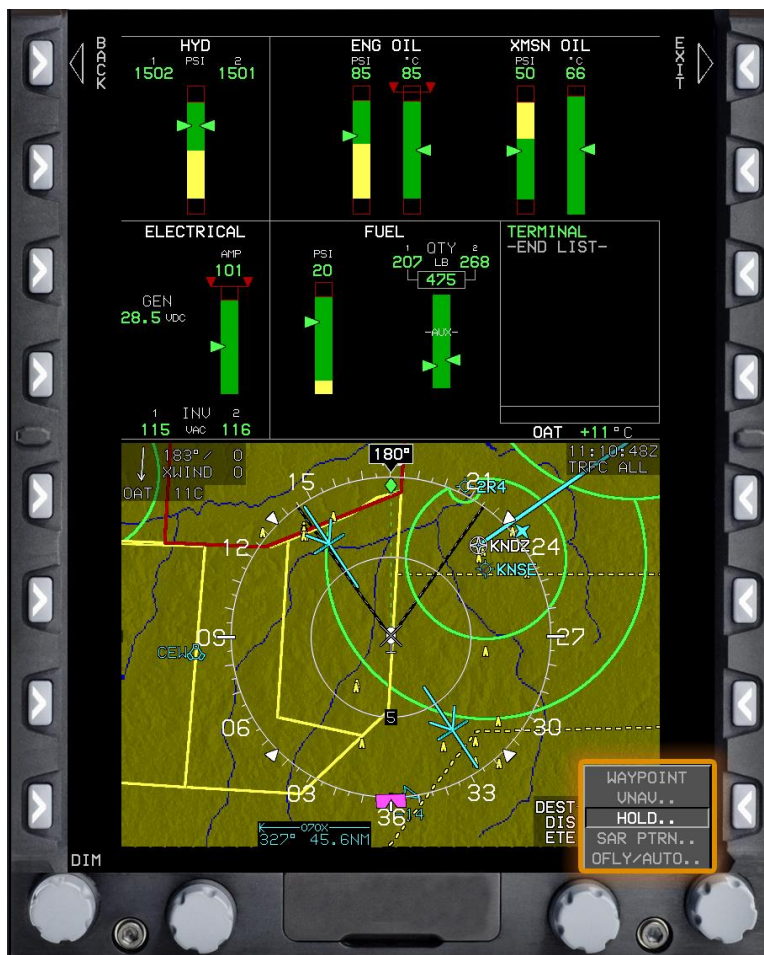 BACK
EXIT
HYD
1 PSI 2
1502 1501
ENG OIL
PSI °C
85 85
XMSN OIL
PSI °C
50 66
ELECTRICAL
AMP
101
GEN
28.5 VDC
1 INV 2
115 VAC 116
FUEL
PSI
20
1 QTY 2
207 LB 268
475
-AUX-
TERMINAL
-END LIST-
OAT +11°C
183°/ 0
XWIND 0
OAT 11C
180°
11:10:48Z
TRFC ALL
15
21
2R4
12
KNDZ
24
KNSE
09
27
CEW
5
06
30
03
33
36
14
K——070X——
327° 45.6NM
DEST
DIS
ETE
WAYPOINT
VNAV..
HOLD..
SAR PTRN..
OFLY/AUTO..
DIM